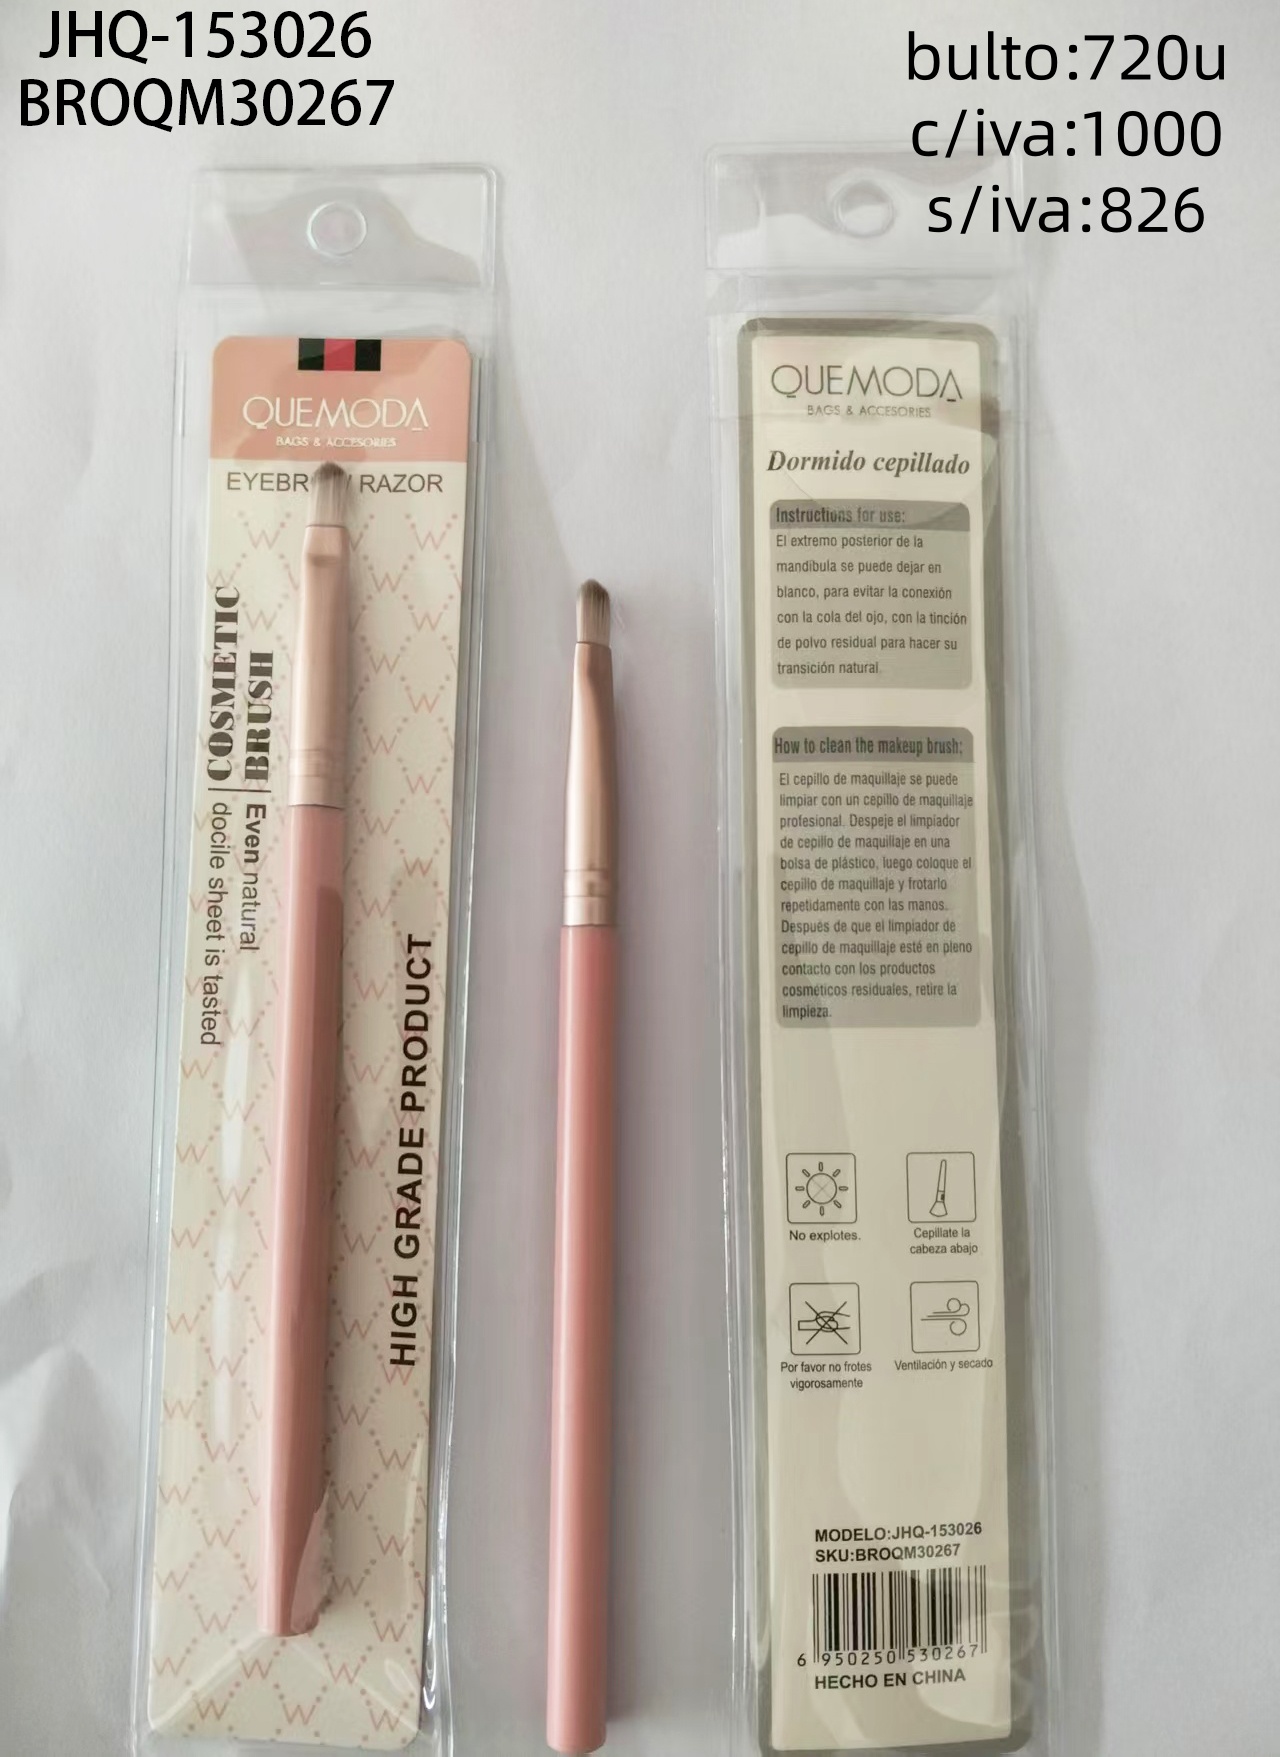 JHQ-153026
BROQM30267
bulto:720u
c/iva:1000
s/iva:826
QUEMODA
BAGS & ACCESORIES
RAZOR
COSMETIC
BRUSH
Even natural
docile sheet is tasted
HIGH GRADE PRODUCT
QUEMODA
BAGS & ACCESORIES
Dormido cepillado
Instructions for use:
El extremo posterior de la
mandíbula se puede dejar en
blanco, para evitar la conexión
con la cola del ojo, con la tinción
de polvo residual para hacer su
transición natural.
How to clean the makeup brush:
El cepillo de maquillaje se puede
limpiar con un cepillo de maquillaje
profesional. Despeje el limpiador
de cepillo de maquillaje en una
bolsa de plástico, luego coloque el
cepillo de maquillaje y frotarlo
repetidamente con las manos.
Después de que el limpiador de
cepillo de maquillaje esté en pleno
contacto con los productos
cosméticos residuales, retire la
limpieza.
No explotes.
Cepillate la
cabeza abajo
Por favor no frotes
vigorosamente
Ventilación y secado
MODELO:JHQ-153026
SKU:BROQM30267
6 950250 530267
HECHO EN CHINA